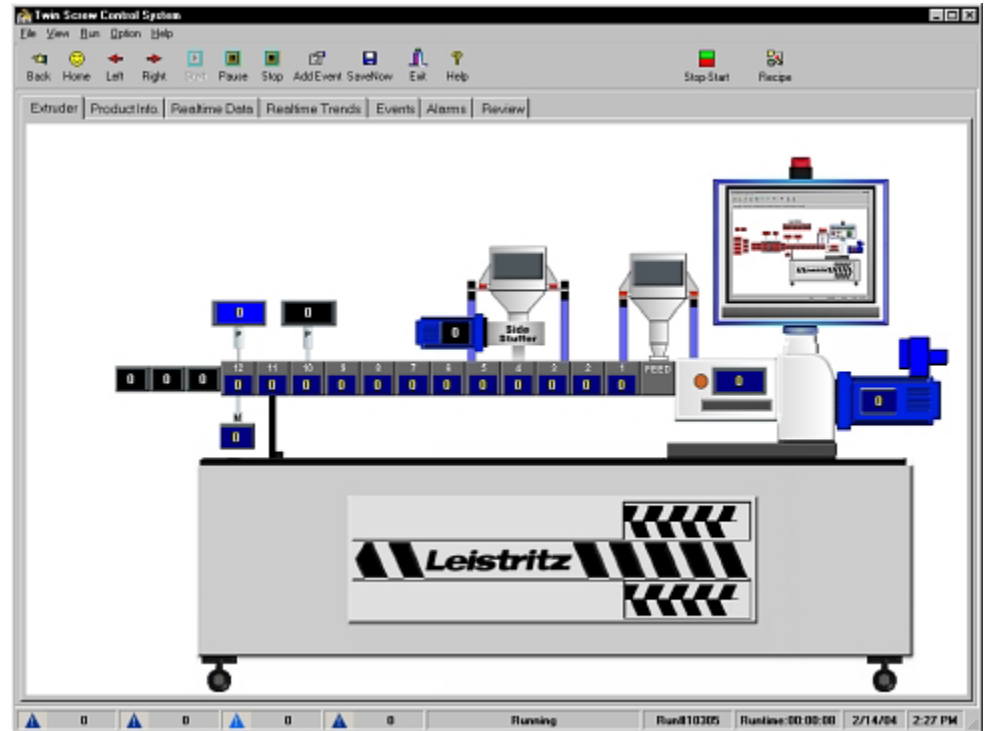 Twin Screw Control System
File View Run Option Help
Back Home Left Right Start Pause Stop Add Event SaveNow Exit Help Stop-Start Recipe
Extruder Product Info. Realtime Data Realtime Trends Events Alarms Review
0 0
P P
0 Side
Stuffer
12 11 10 9 8 7 6 5 4 3 2 1 FEED
0 0 0 0 0 0 0 0 0 0 0 0 0 0 0 0
0
M
0
Leistritz
0 0 0 0 Running Run#10305 Runtime:00:00:08 2/14/04 2:27 PM